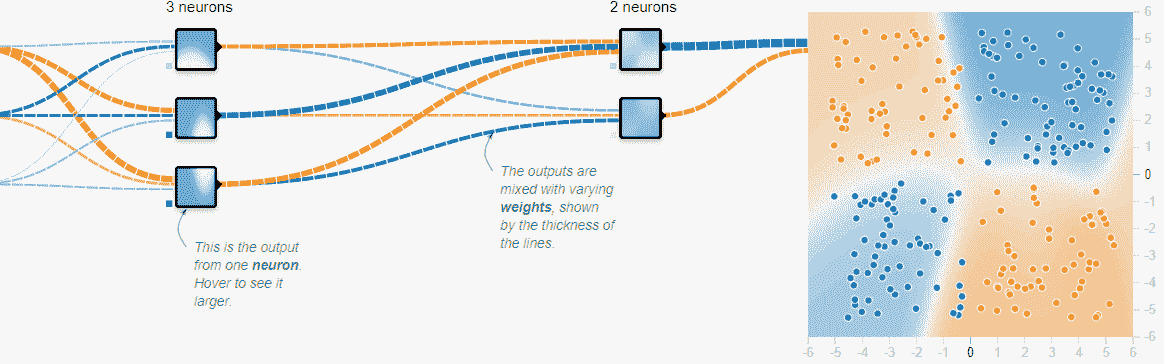 3 neurons
2 neurons
This is the output
from one neuron.
Hover to see it
larger.
The outputs are
mixed with varying
weights, shown
by the thickness of
the lines.
6
5
4
3
2
1
0
-1
-2
-3
-4
-5
-6
-6 -5 -4 -3 -2 -1 0 1 2 3 4 5 6